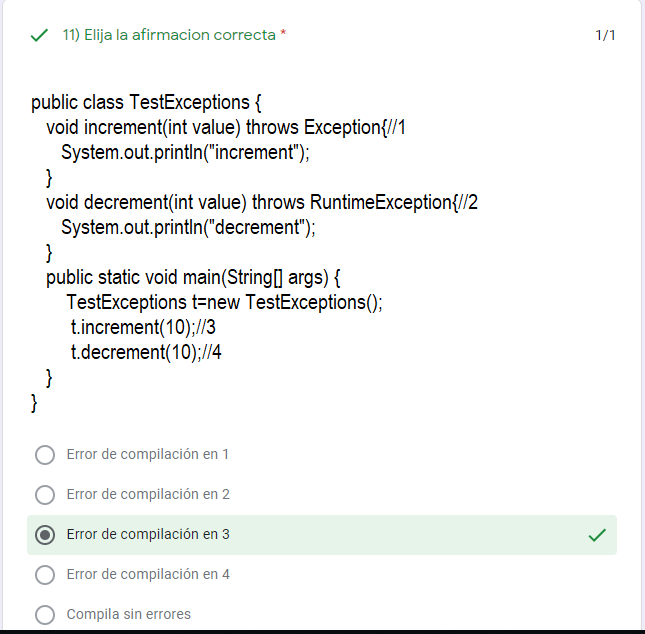 11) Elija la afirmacion correcta *
1/1
public class TestExceptions {
void increment(int value) throws Exception{//1
System.out.println("increment");
}
void decrement(int value) throws RuntimeException{//2
System.out.println("decrement");
}
public static void main(String[] args) {
TestExceptions t=new TestExceptions();
t.increment(10);//3
t.decrement(10);//4
}
}
Error de compilación en 1
Error de compilación en 2
Error de compilación en 3
Error de compilación en 4
Compila sin errores